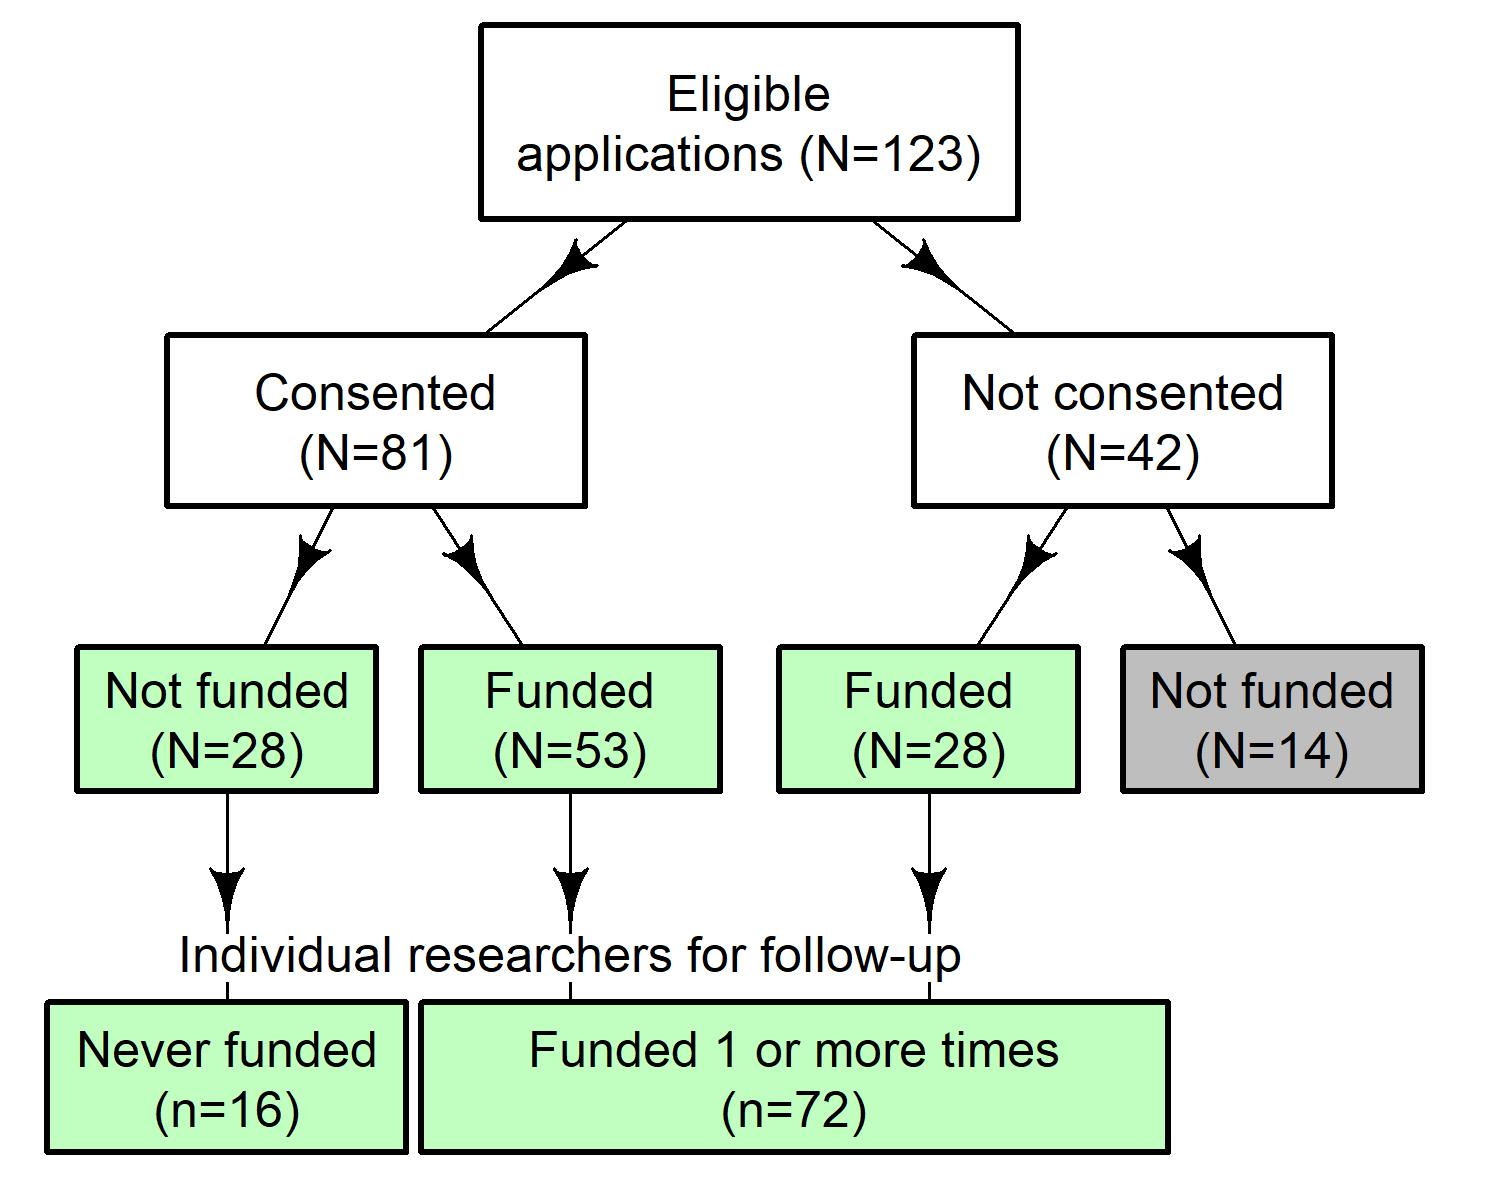 Eligible
applications (N=123)
Consented
(N=81)
Not consented
(N=42)
Not funded
(N=28)
Funded
(N=53)
Funded
(N=28)
Not funded
(N=14)
Individual researchers for follow-up
Never funded
(n=16)
Funded 1 or more times
(n=72)